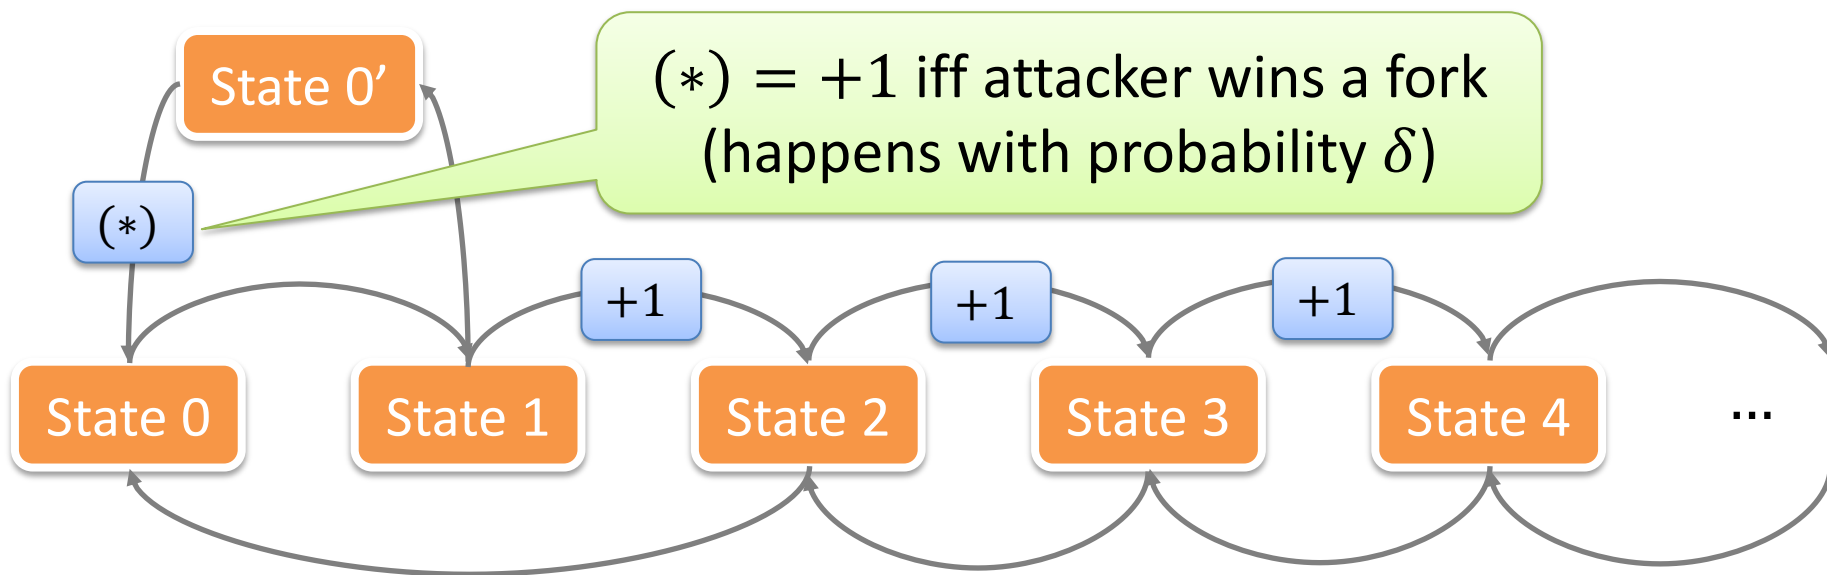 State 0’
(∗) = +1 iff attacker wins a fork
(happens with probability δ)
(∗)
+1
+1
+1
State 0
State 1
State 2
State 3
State 4
...